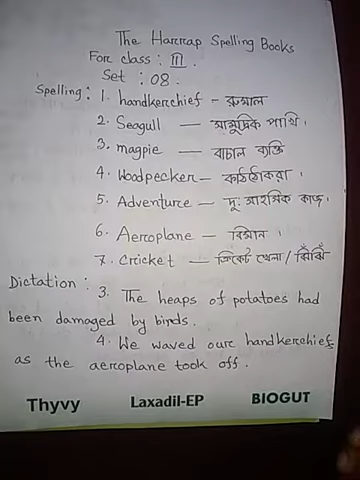 The Harrap Spelling Books
For class : III.
Set : 08.
Spelling : 1. handkerchief - রুমাল
2. Seagull — সামুদ্রিক পাখি ।
3. magpie — বাচাল ব্যক্তি
4. Woodpecker - কাঠঠোকরা ।
5. Adventure - দুঃসাহসিক কাজ ।
6. Aeroplane - বিমান ।
7. Cricket — ক্রিকেট খেলা / ঝিঁঝিঁ
Dictation : 3. The heaps of potatoes had
been damaged by birds.
4. We waved our handkerchiefs
as the aeroplane took off.
Thyvy Laxadil-EP BIOGUT